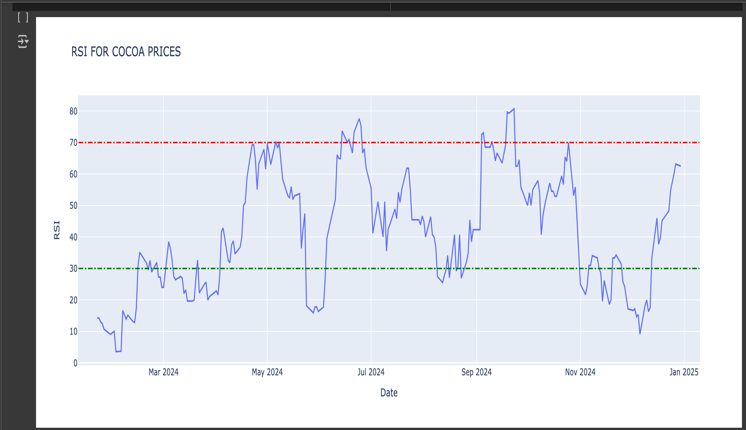 [ ]
RSI FOR COCOA PRICES
80
70
60
50
40
30
20
10
0
RSI
Mar 2024 May 2024 Jul 2024 Sep 2024 Nov 2024 Jan 2025
Date